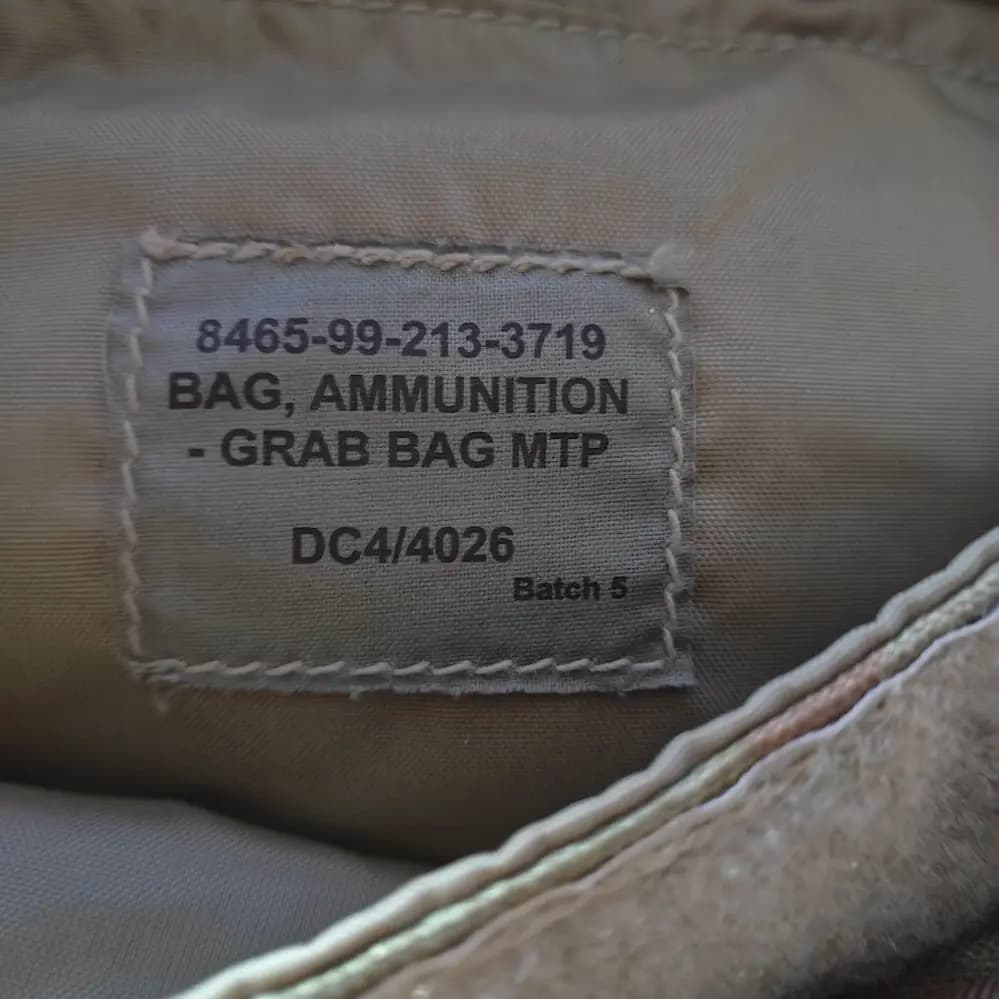 8465-99-213-3719
BAG, AMMUNITION
- GRAB BAG MTP
DC4/4026
Batch 5